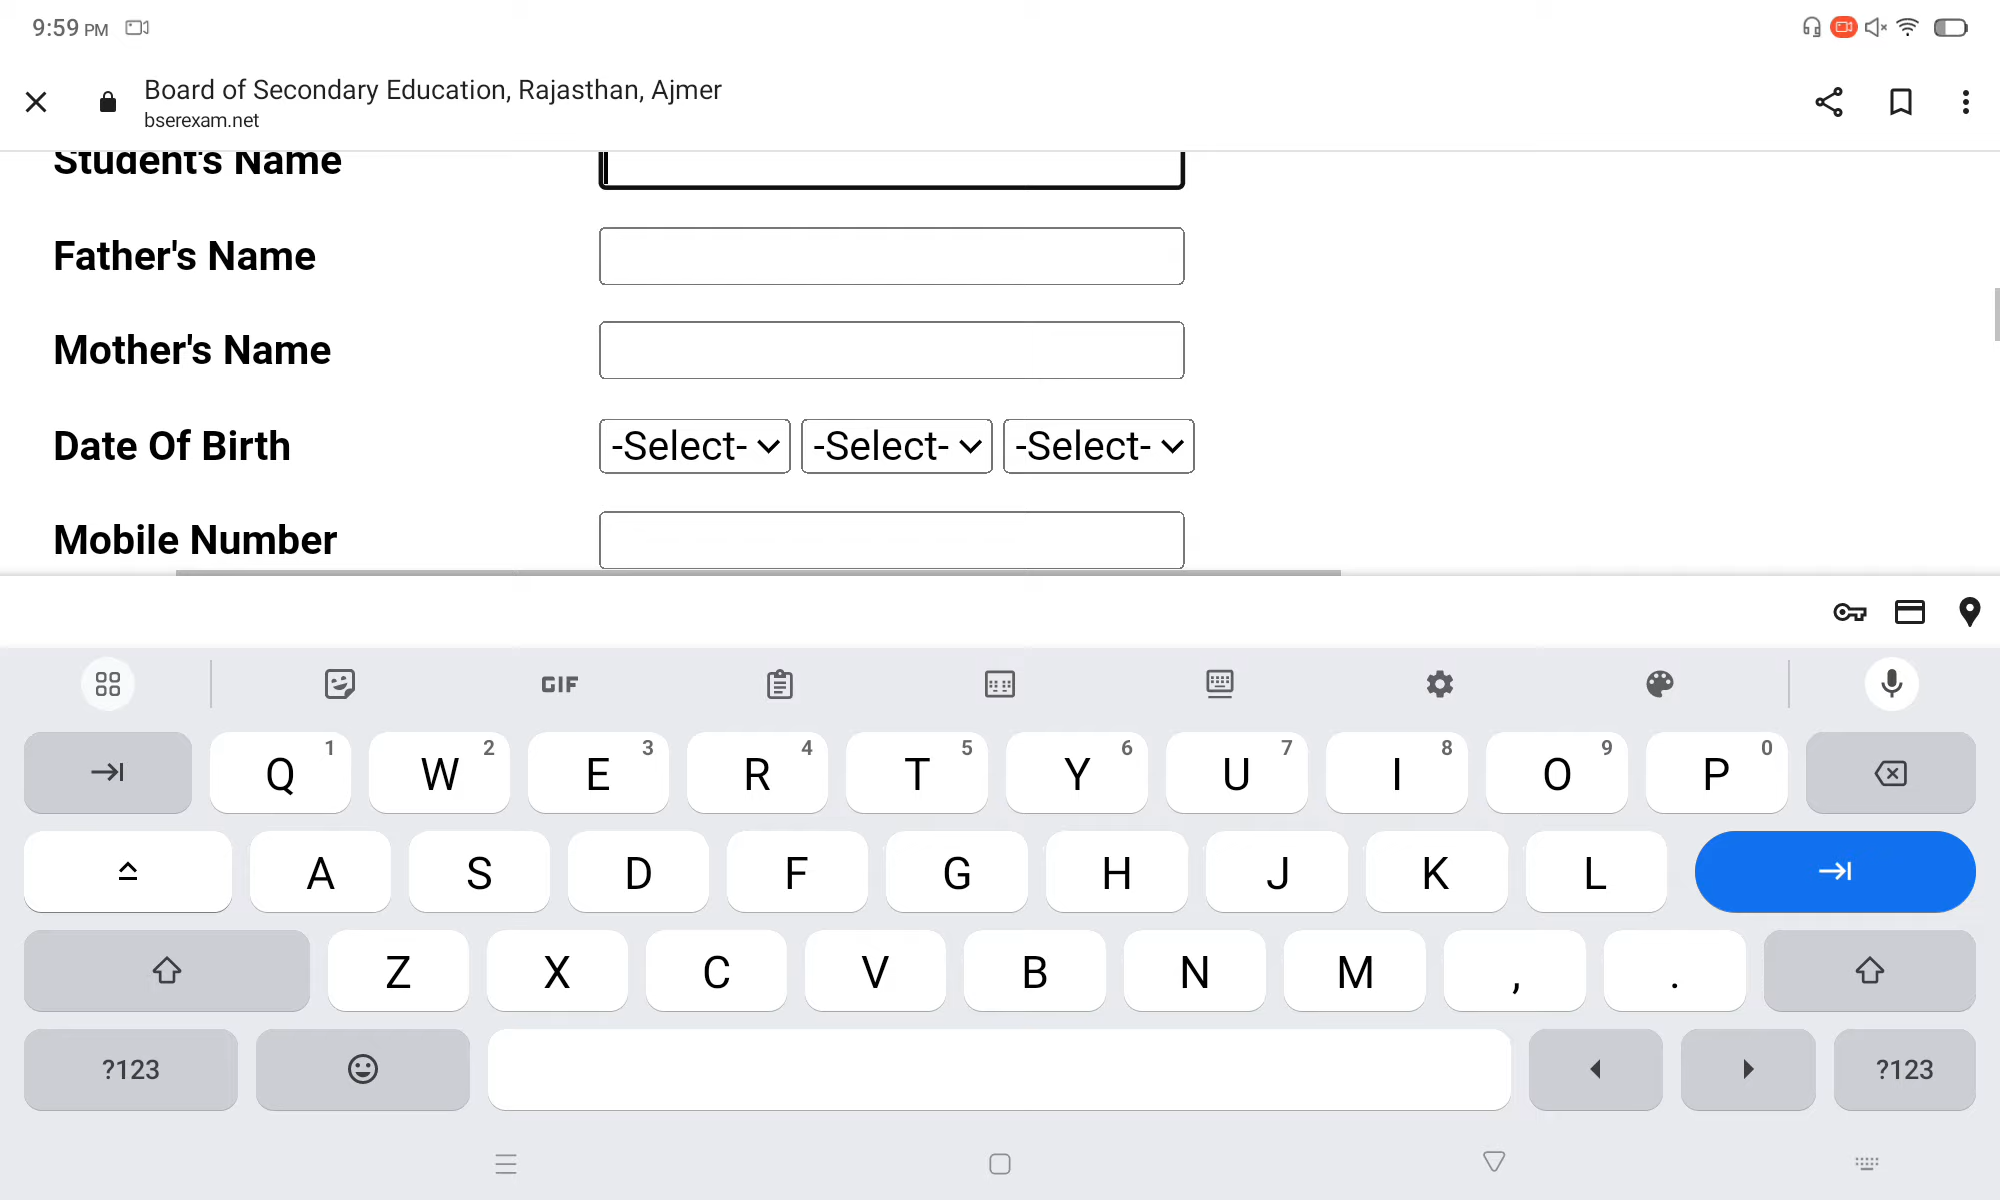 9:59 PM
Board of Secondary Education, Rajasthan, Ajmer
bserexam.net
Student's Name
Father's Name
Mother's Name
Date Of Birth -Select- -Select- -Select-
Mobile Number
GIF
Q 1 W 2 E 3 R 4 T 5 Y 6 U 7 I 8 O 9 P 0
A S D F G H J K L
Z X C V B N M , .
?123 ?123